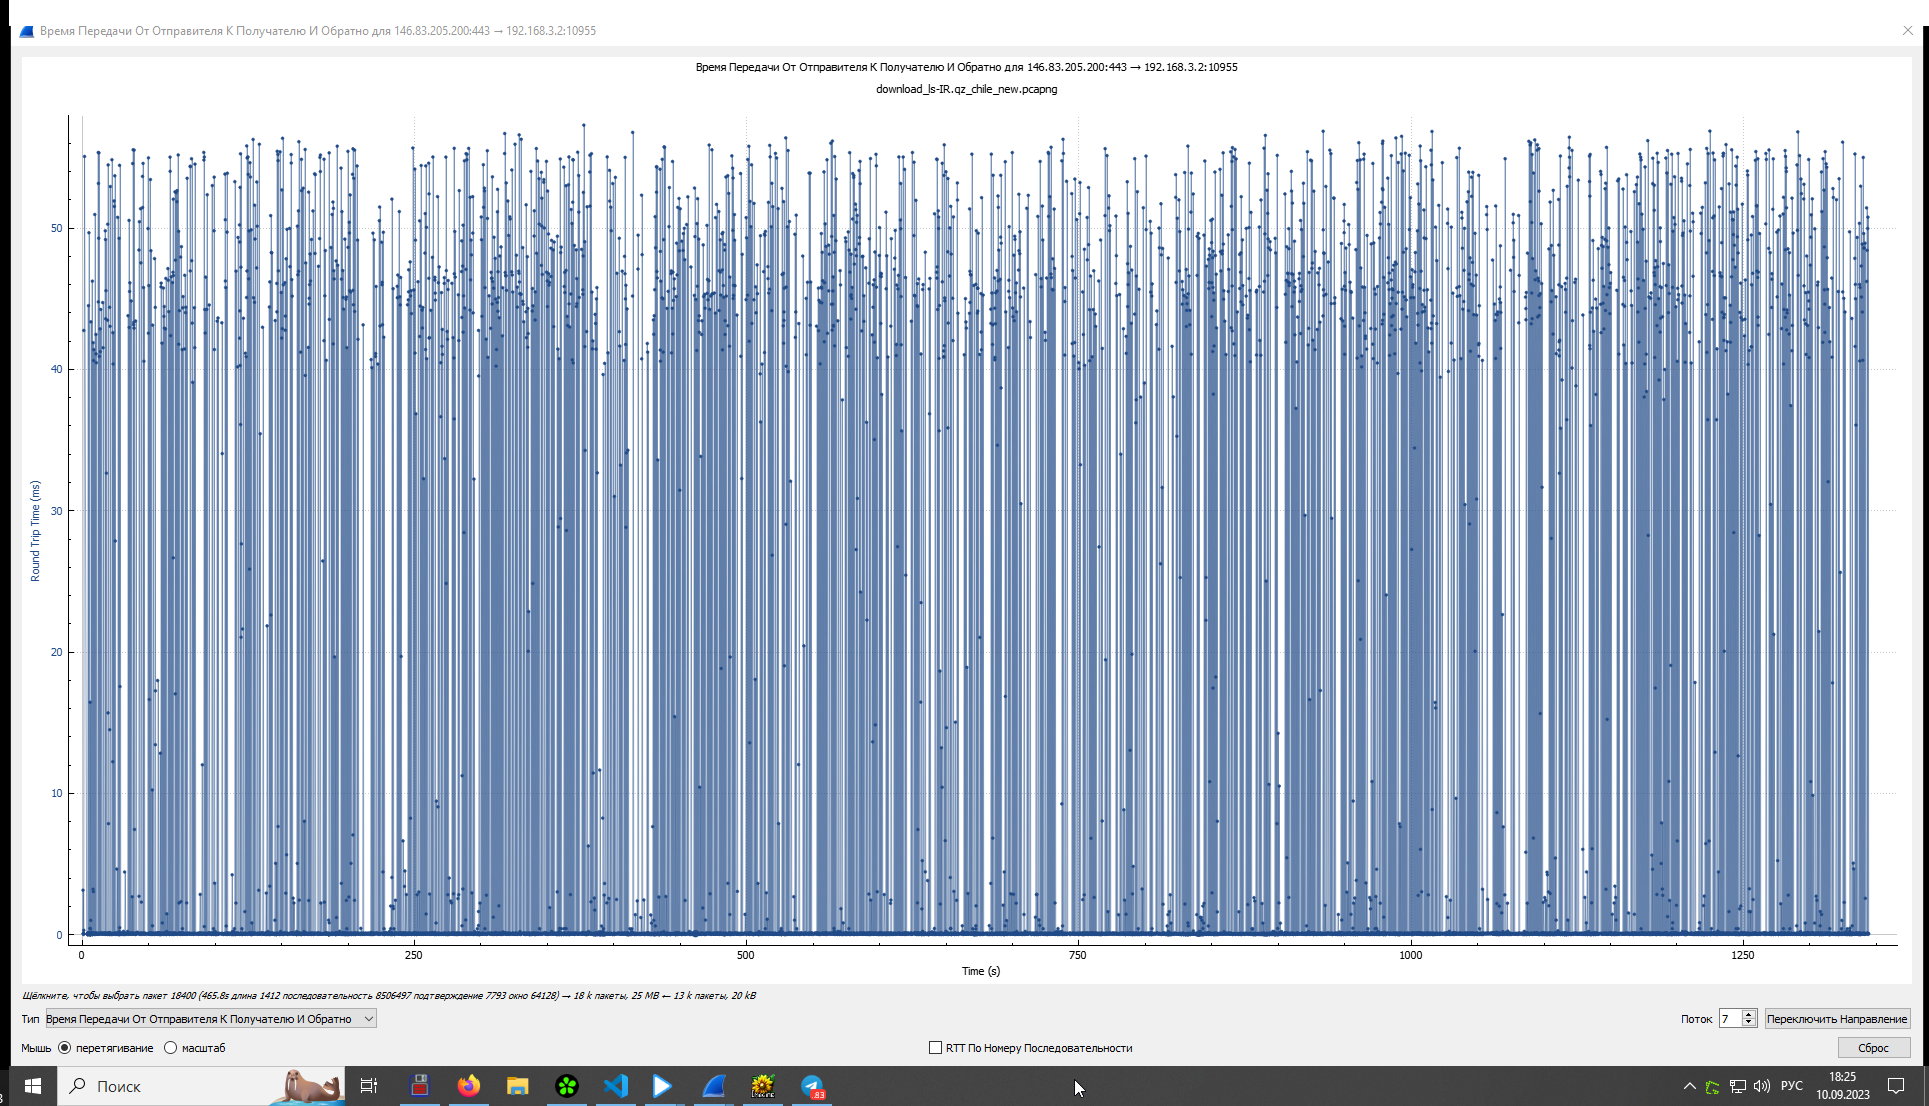 Время Передачи От Отправителя К Получателю И Обратно для 146.83.205.200:443 → 192.168.3.2:10955
Время Передачи От Отправителя К Получателю И Обратно для 146.83.205.200:443 → 192.168.3.2:10955
download_ls-IR.gz_chile_new.pcapng
50
40
30
20
10
0
Round Trip Time (ms)
0 250 500 750 1000 1250
Time (s)
Щёлкните, чтобы выбрать пакет 18400 (465.8s длина 1412 последовательность 8506497 подтверждение 7793 окно 64128) → 18 k пакеты, 25 MB ← 13 k пакеты, 20 kB
Тип Время Передачи От Отправителя К Получателю И Обратно Поток 7 Переключить Направление
Мышь перетягивание масштаб RTT По Номеру Последовательности Сброс
Поиск 83 РУС 18:25
10.09.2023